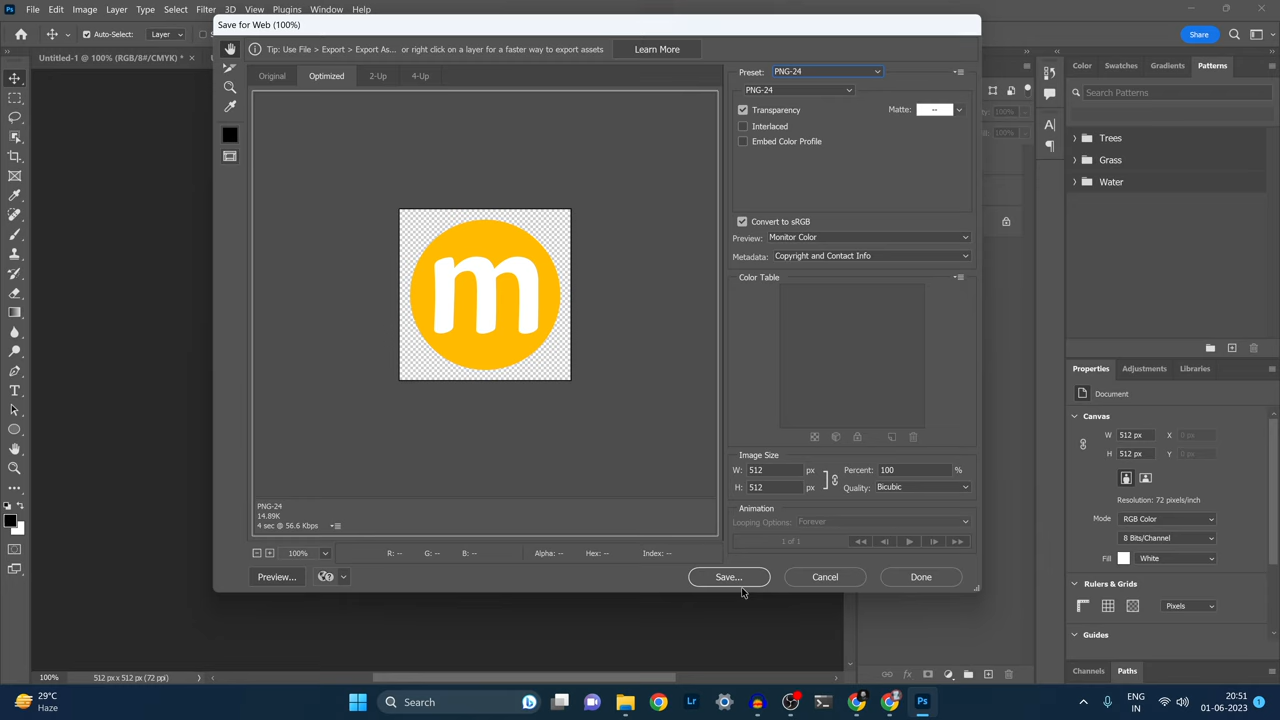 File Edit Image Layer Type Select Filter 3D View Plugins Window Help
Save for Web (100%)
Auto-Select: Layer
Share
Untitled-1 @ 100% (RGB/8#/CMYK) *
Tip: Use File > Export > Export As... or right click on a layer for a faster way to export assets
Learn More
Original Optimized 2-Up 4-Up
Preset: PNG-24
PNG-24
Transparency Matte: --
Interlaced
Embed Color Profile
Convert to sRGB
Preview: Monitor Color
Metadata: Copyright and Contact Info
Color Table
m
Image Size
W: 512 px Percent: 100 %
H: 512 px Quality: Bicubic
Animation
Looping Options: Forever
1 of 1
PNG-24
14.89K
4 sec @ 56.6 Kbps
100% R: -- G: -- B: -- Alpha: -- Hex: -- Index: --
Preview... Save... Cancel Done
Color Swatches Gradients Patterns
Search Patterns
Trees
Grass
Water
Properties Adjustments Libraries
Document
Canvas
W 512 px X 0 px
H 512 px Y 0 px
Resolution: 72 pixels/inch
Mode RGB Color
8 Bits/Channel
Fill White
Rulers & Grids
Pixels
Guides
Channels Paths
100% 512 px x 512 px (72 ppi)
29°C
Haze
Search
Lr
Ps
ENG
IN
20:51
01-06-2023